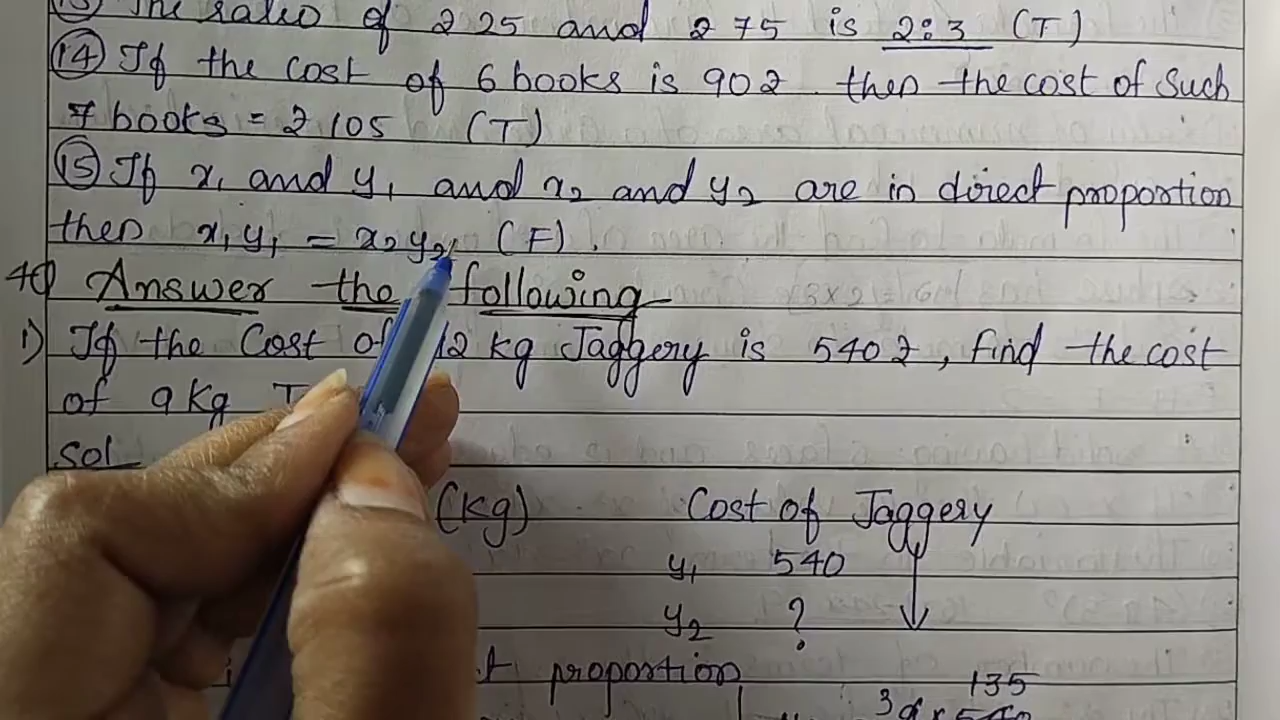 ⑬ The ratio of ₹ 25 and ₹ 75 is 2:3 (T)
⑭ If the cost of 6 books is 90₹ then the cost of such
7 books = ₹ 105 (T)
⑮ If x₁ and y₁ and x₂ and y₂ are in direct proportion
then x₁y₁ = x₂y₂, (F).
Answer the following
1) If the Cost of 12 kg Jaggery is 540₹, find the cost
of 9 Kg
Sol
(Kg) Cost of Jaggery
y₁ 540
y₂ ?
proportion 135